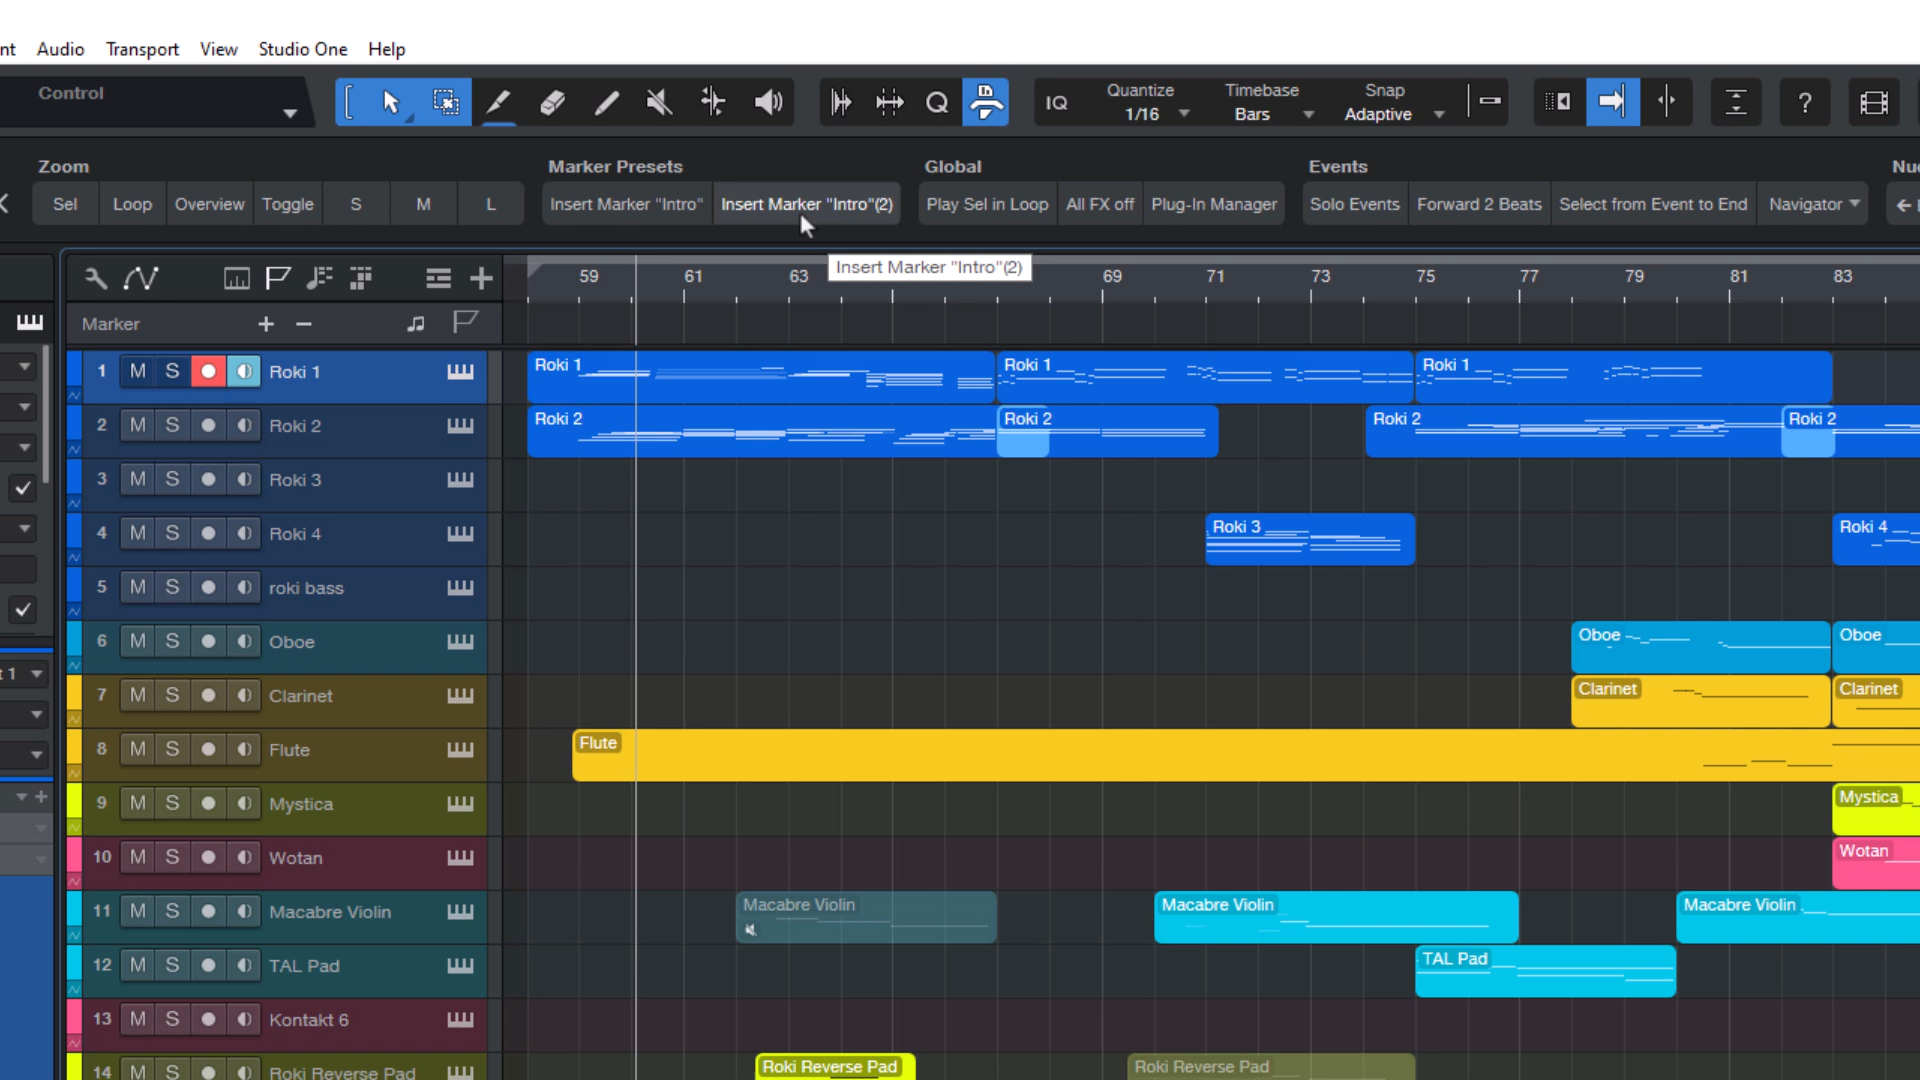 nt Audio Transport View Studio One Help
Control
IQ
Quantize
1/16
Timebase
Bars
Snap
Adaptive
Q
?
Zoom
Sel Loop Overview Toggle S M L
Marker Presets
Insert Marker "Intro" Insert Marker "Intro"(2)
Global
Play Sel in Loop All FX off Plug-In Manager
Events
Solo Events Forward 2 Beats Select from Event to End Navigator
Insert Marker "Intro"(2)
59 61 63 69 71 73 75 77 79 81 83
Marker + −
1 M S Roki 1
Roki 1 Roki 1 Roki 1
2 M S Roki 2
Roki 2 Roki 2 Roki 2 Roki 2
3 M S Roki 3
4 M S Roki 4
Roki 3 Roki 4
5 M S roki bass
6 M S Oboe
Oboe Oboe
7 M S Clarinet
Clarinet Clarinet
8 M S Flute
Flute
9 M S Mystica
Mystica
10 M S Wotan
Wotan
11 M S Macabre Violin
Macabre Violin Macabre Violin Macabre Violin
12 M S TAL Pad
TAL Pad
13 M S Kontakt 6
14 M S Roki Reverse Pad
Roki Reverse Pad Roki Reverse Pad